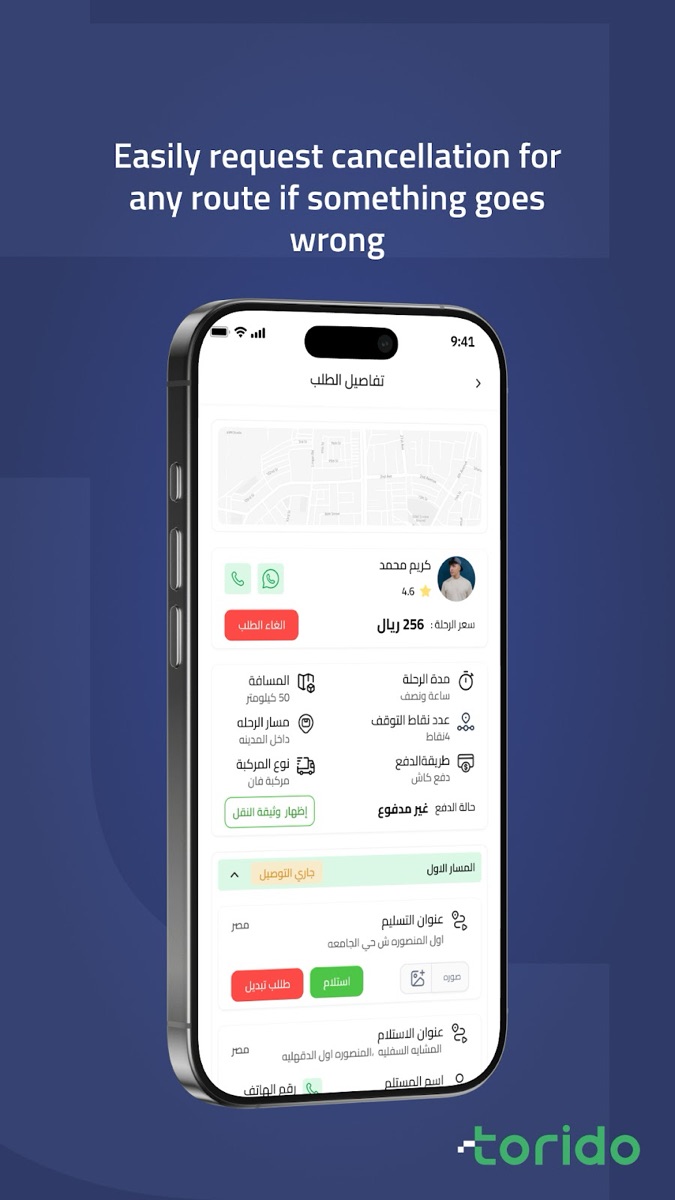 Easily request cancellation for
any route if something goes
wrong
9:41
تفاصيل الطلب
كريم محمد
4.6
سعر الرحلة : 256 ريال
الغاء الطلب
مدة الرحلة
ساعة ونصف
المسافة
50 كيلومتر
عدد نقاط التوقف
4نقاط
مسار الرحله
داخل المدينه
طريقةالدفع
دفع كاش
نوع المركبة
مركبة فان
حالة الدفع غير مدفوع
إظهار وثيقة النقل
المسار الاول
جاري التوصيل
عنوان التسليم
مصر
اول المنصوره ش حي الجامعه
صوره
استلام
طللب تبديل
عنوان الاستلام
مصر
المشايه السفليه ،المنصوره اول الدقهليه
اسم المستلم
رقم الهاتف
torido